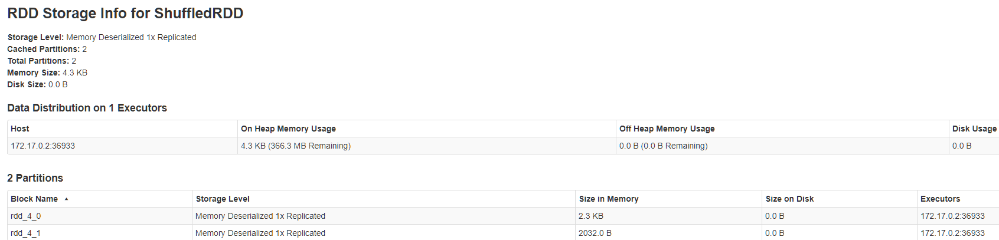 RDD Storage Info for ShuffledRDD
Storage Level: Memory Deserialized 1x Replicated
Cached Partitions: 2
Total Partitions: 2
Memory Size: 4.3 KB
Disk Size: 0.0 B
Data Distribution on 1 Executors
Host On Heap Memory Usage Off Heap Memory Usage Disk Usage
172.17.0.2:36933 4.3 KB (366.3 MB Remaining) 0.0 B (0.0 B Remaining) 0.0 B
2 Partitions
Block Name ▲ Storage Level Size in Memory Size on Disk Executors
rdd_4_0 Memory Deserialized 1x Replicated 2.3 KB 0.0 B 172.17.0.2:36933
rdd_4_1 Memory Deserialized 1x Replicated 2032.0 B 0.0 B 172.17.0.2:36933